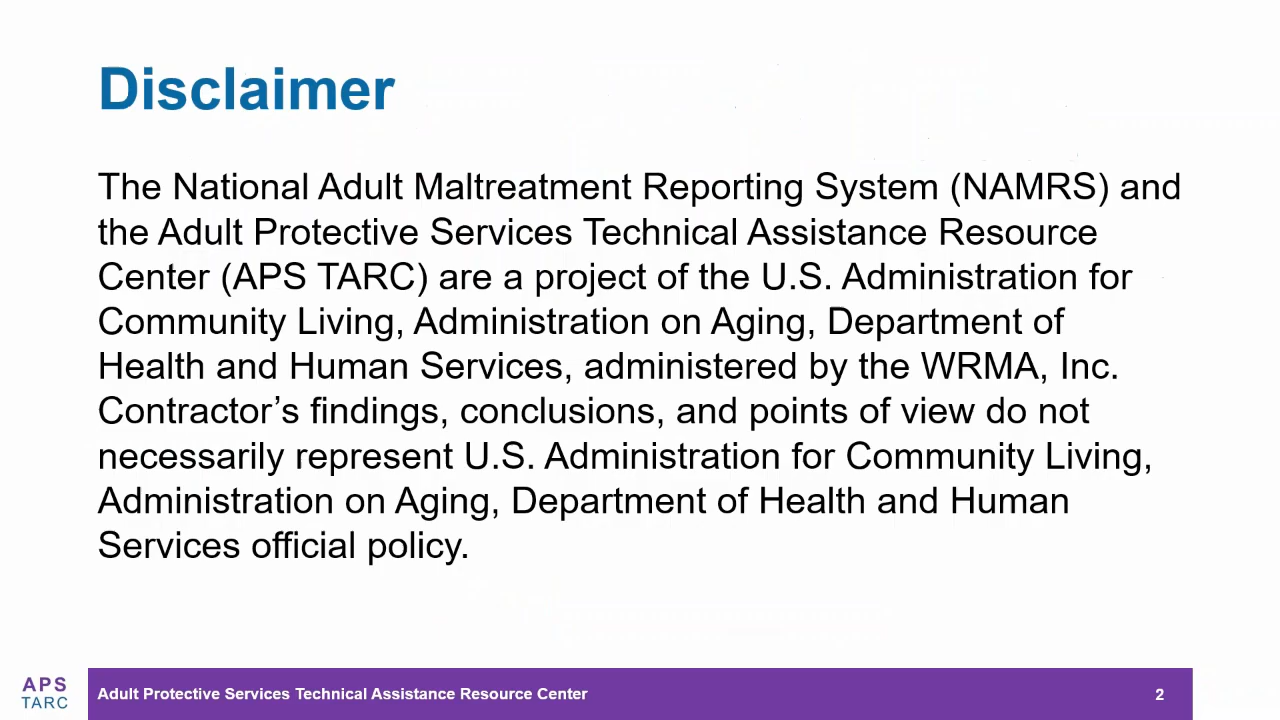 Disclaimer
The National Adult Maltreatment Reporting System (NAMRS) and
the Adult Protective Services Technical Assistance Resource
Center (APS TARC) are a project of the U.S. Administration for
Community Living, Administration on Aging, Department of
Health and Human Services, administered by the WRMA, Inc.
Contractor’s findings, conclusions, and points of view do not
necessarily represent U.S. Administration for Community Living,
Administration on Aging, Department of Health and Human
Services official policy.
APS
TARC
Adult Protective Services Technical Assistance Resource Center
2